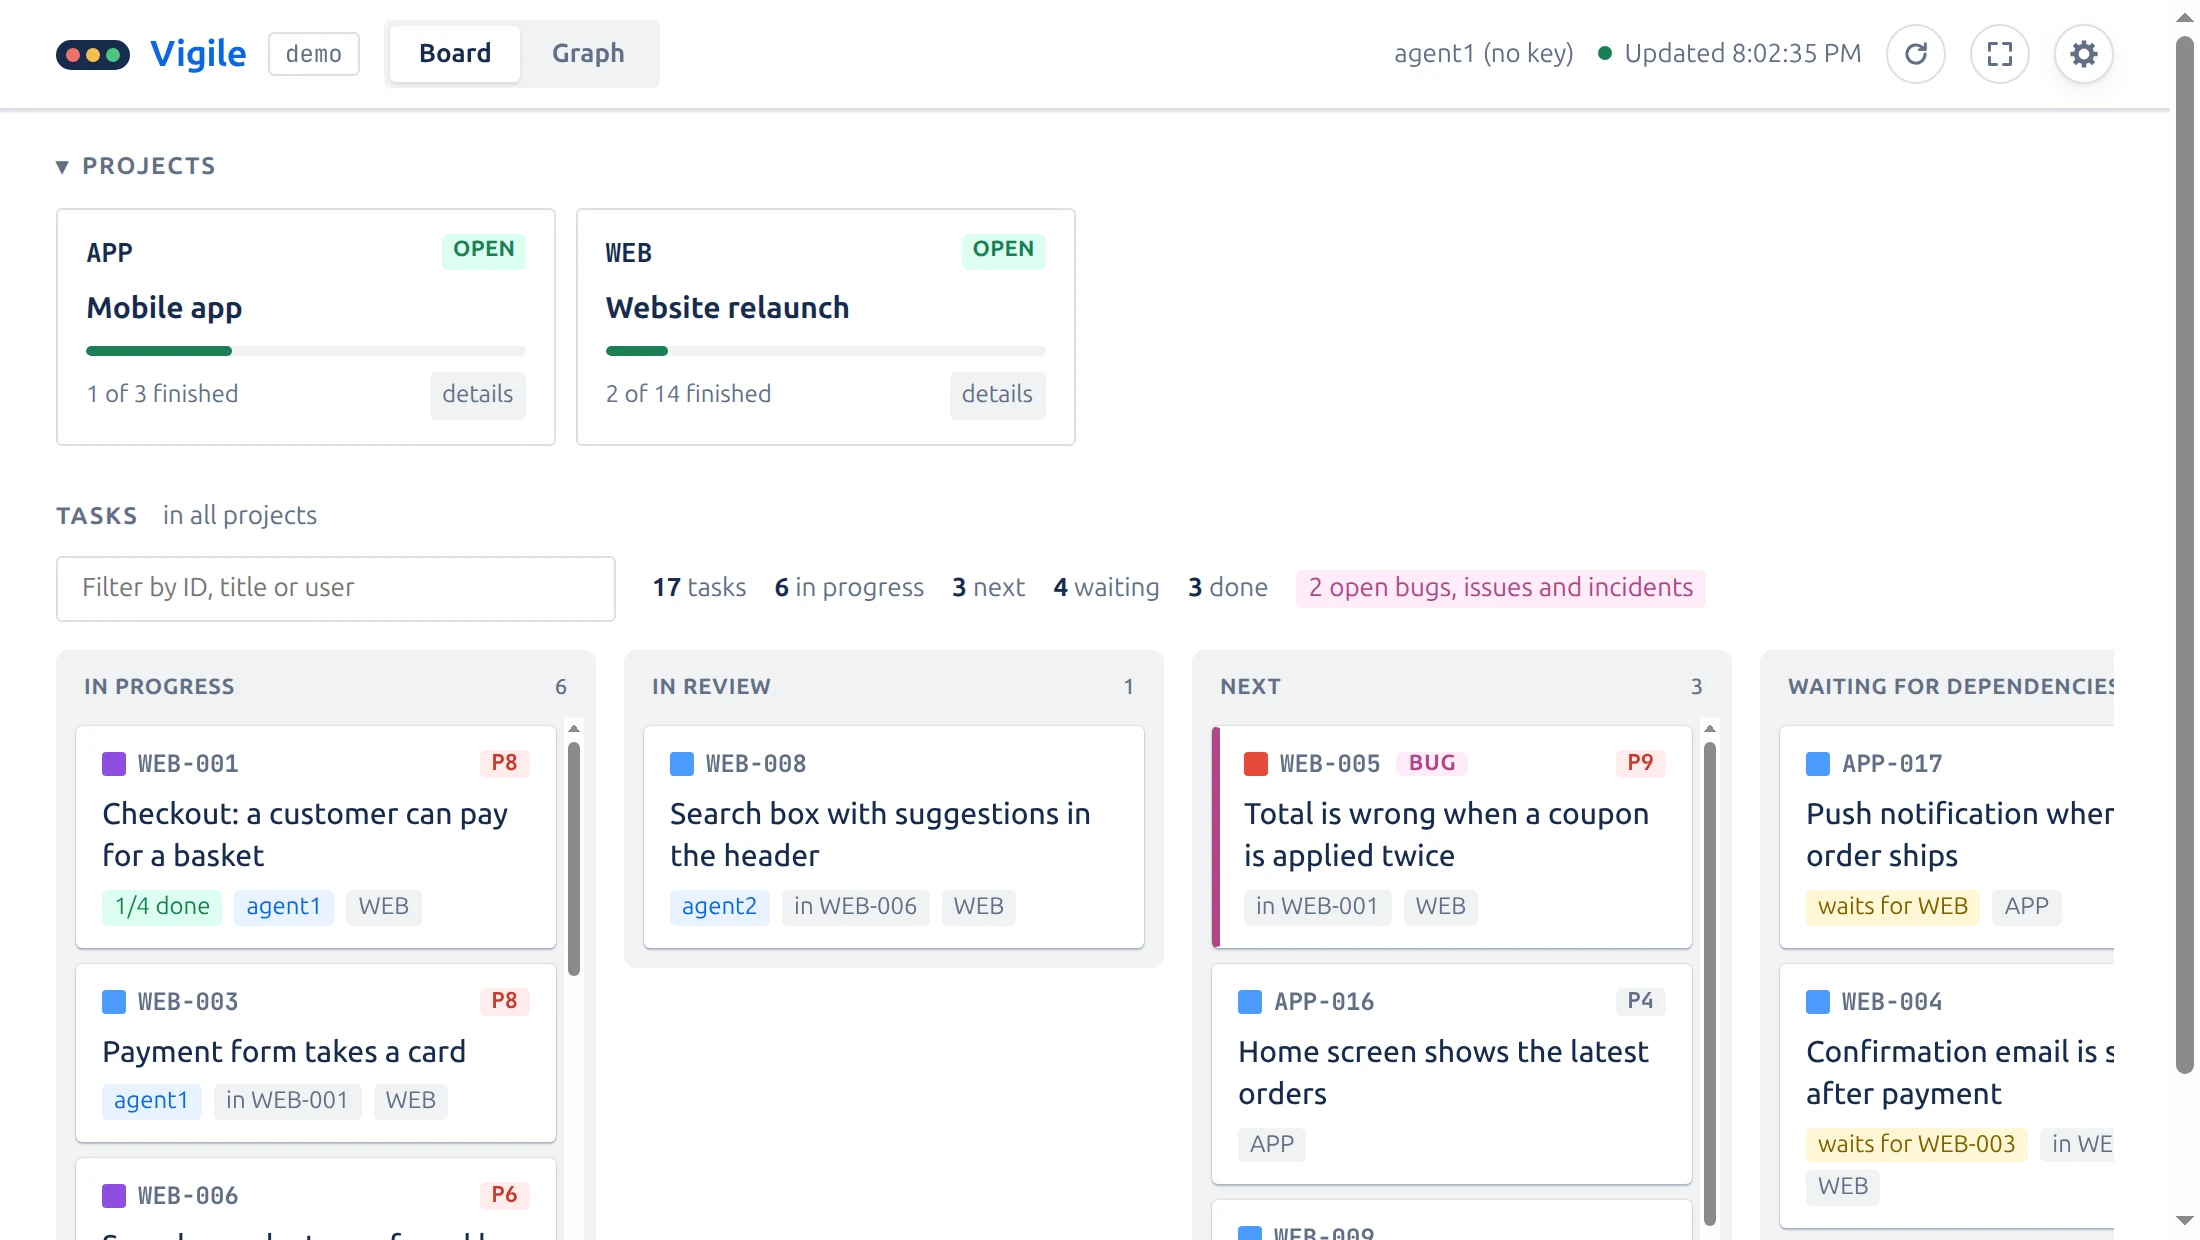 Vigile
demo
Board
Graph
agent1 (no key)
Updated 8:02:35 PM
▼ PROJECTS
APP
OPEN
Mobile app
1 of 3 finished
details
WEB
OPEN
Website relaunch
2 of 14 finished
details
TASKS in all projects
Filter by ID, title or user
17 tasks 6 in progress 3 next 4 waiting 3 done 2 open bugs, issues and incidents
IN PROGRESS 6
WEB-001 P8
Checkout: a customer can pay
for a basket
1/4 done agent1 WEB
WEB-003 P8
Payment form takes a card
agent1 in WEB-001 WEB
WEB-006 P6
IN REVIEW 1
WEB-008
Search box with suggestions in
the header
agent2 in WEB-006 WEB
NEXT 3
WEB-005 BUG P9
Total is wrong when a coupon
is applied twice
in WEB-001 WEB
APP-016 P4
Home screen shows the latest
orders
APP
WEB-009
WAITING FOR DEPENDENCIES
APP-017
Push notification
order ships
waits for WEB APP
WEB-004
Confirmation email is
after payment
waits for WEB-003 in
WEB